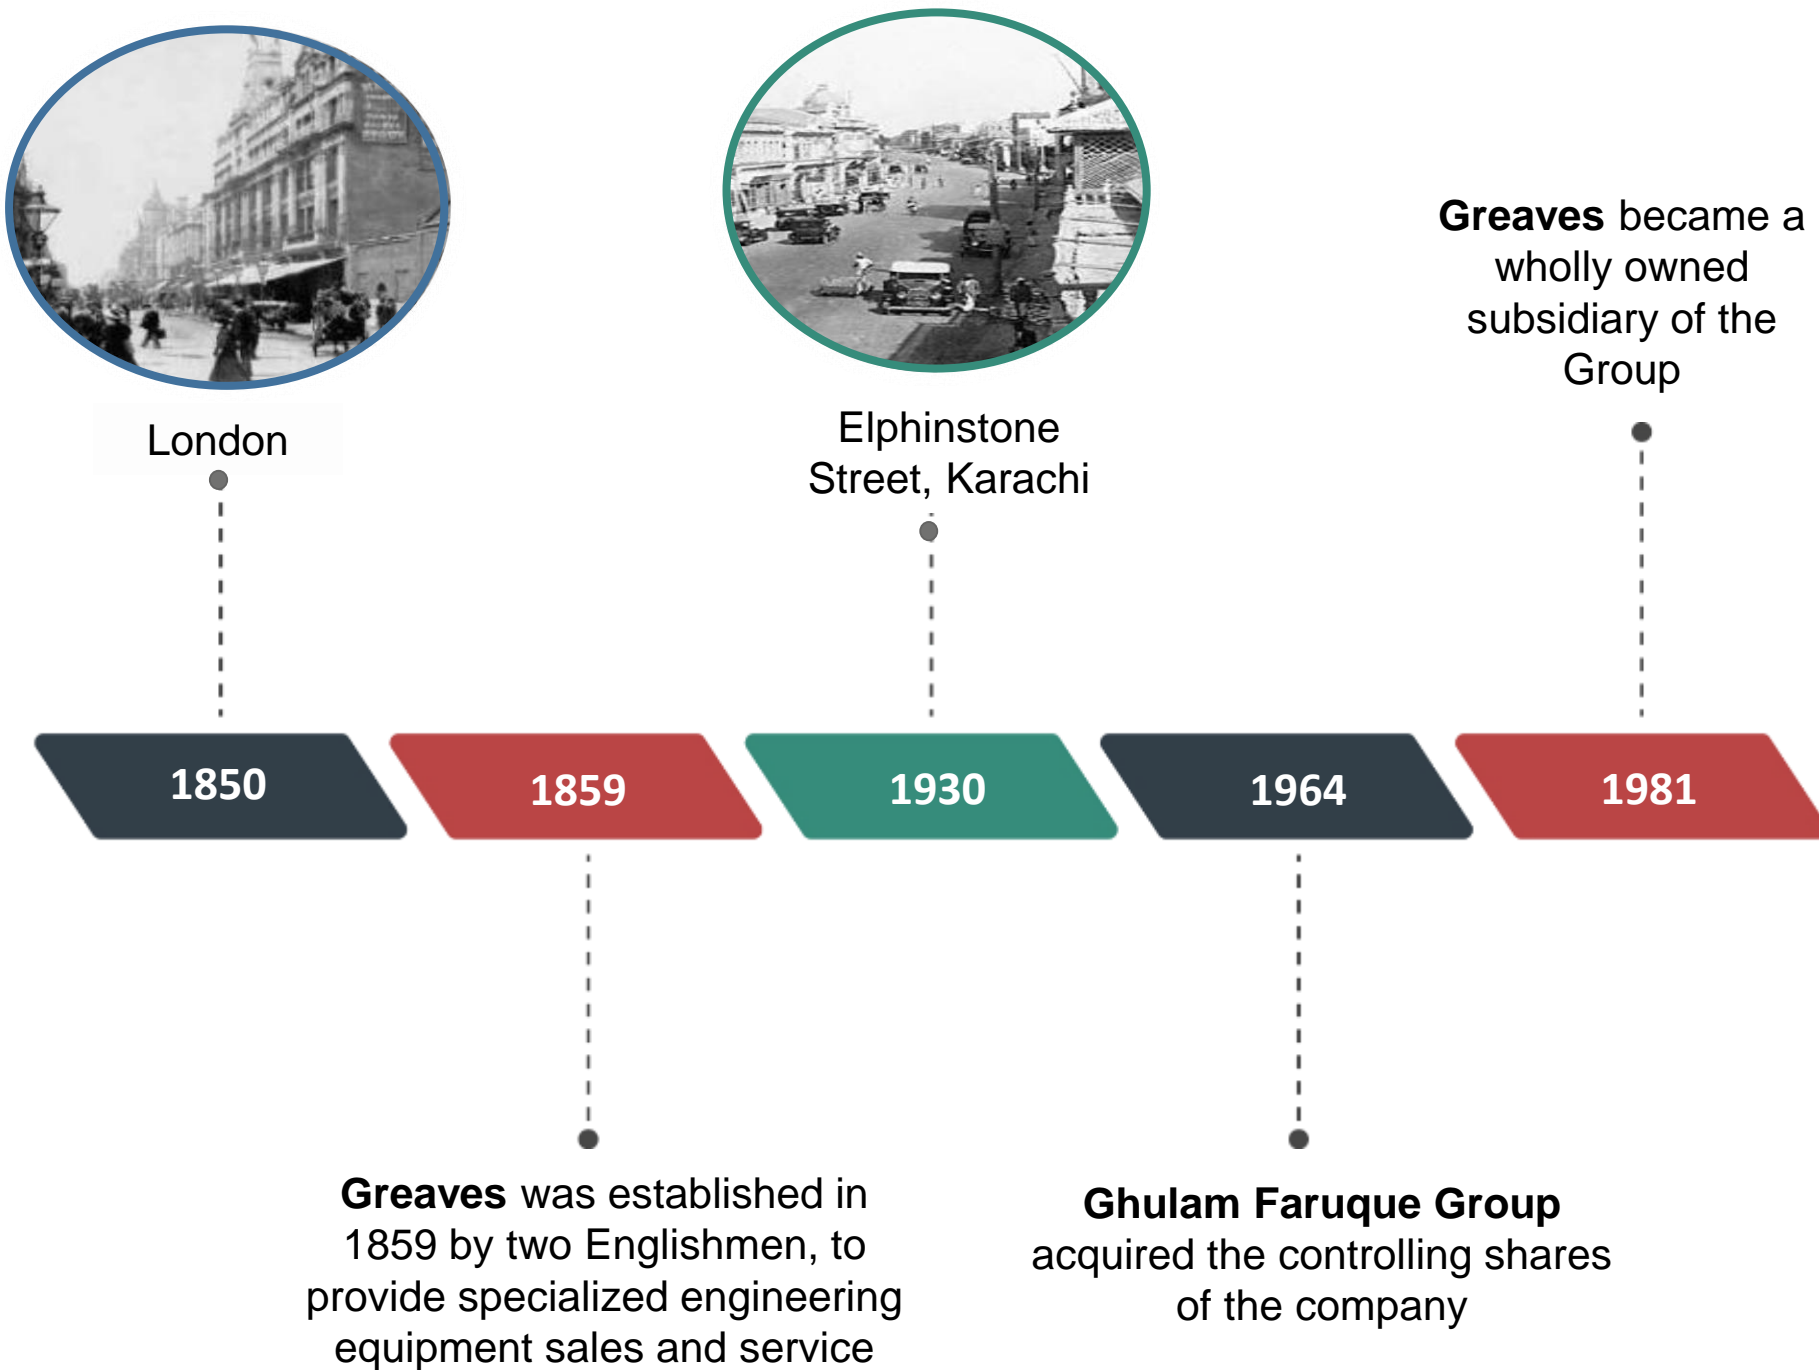 London
Elphinstone
Street, Karachi
Greaves became a
wholly owned
subsidiary of the
Group
1850
1859
1930
1964
1981
Greaves was established in
1859 by two Englishmen, to
provide specialized engineering
equipment sales and service
Ghulam Faruque Group
acquired the controlling shares
of the company